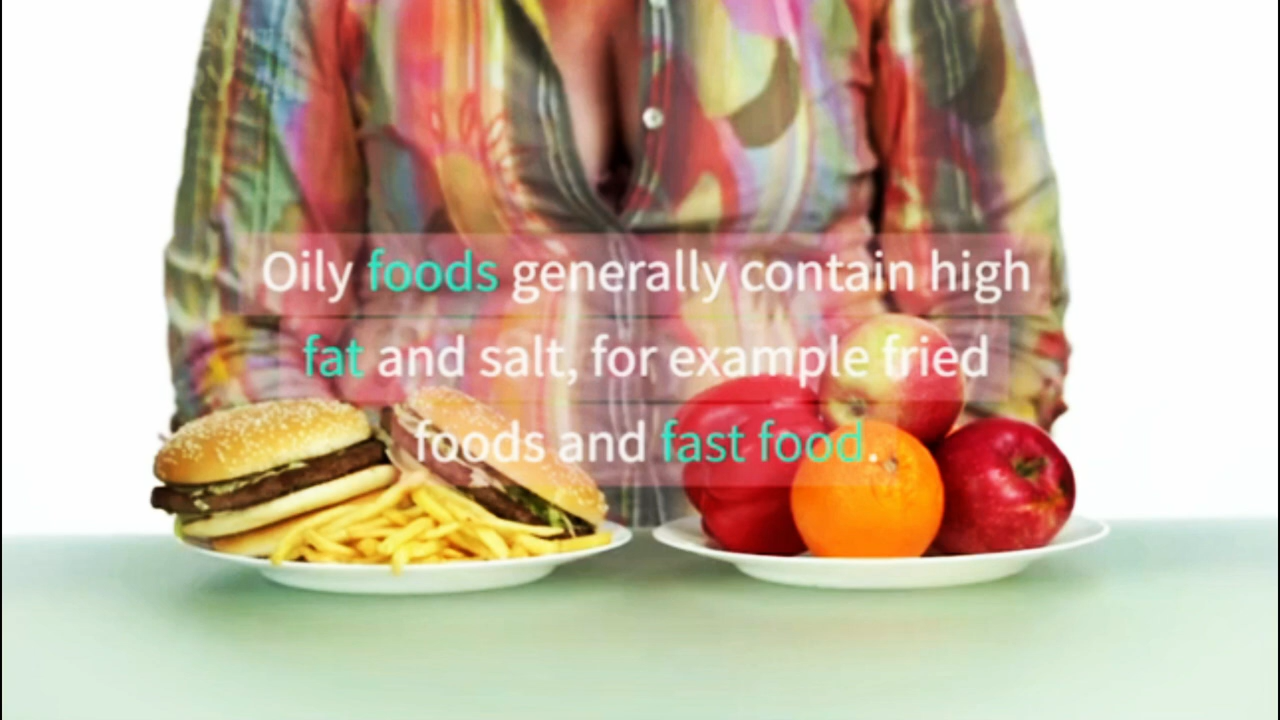 Oily foods generally contain high
fat and salt, for example fried
foods and fast food.